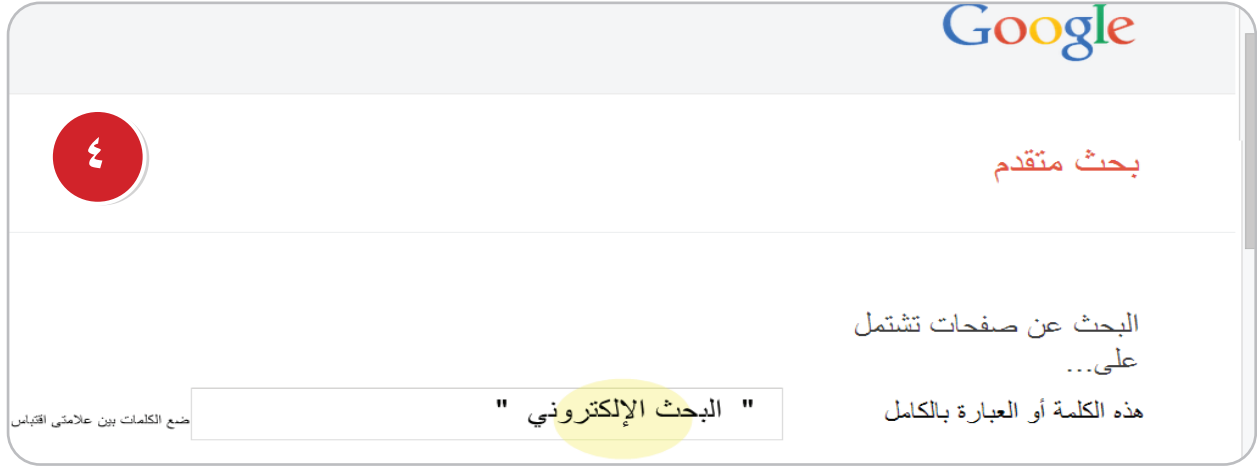 Google
بحث متقدم
٤
البحث عن صفحات تشتمل
على...
هذه الكلمة أو العبارة بالكامل
" البحث الإلكتروني "
ضع الكلمات بين علامتى اقتباس